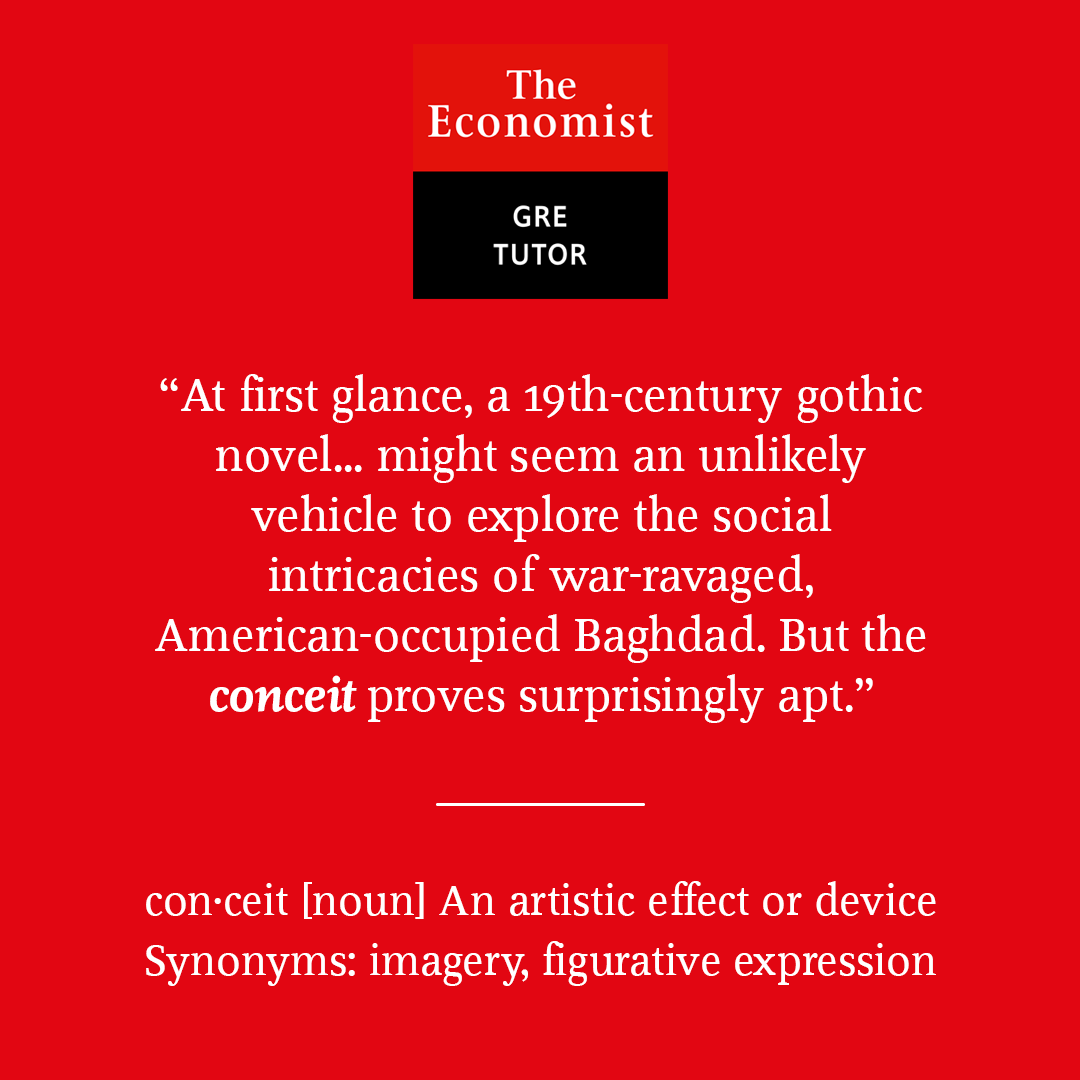 The
Economist
GRE
TUTOR
“At first glance, a 19th-century gothic
novel... might seem an unlikely
vehicle to explore the social
intricacies of war-ravaged,
American-occupied Baghdad. But the
conceit proves surprisingly apt.”
con·ceit [noun] An artistic effect or device
Synonyms: imagery, figurative expression